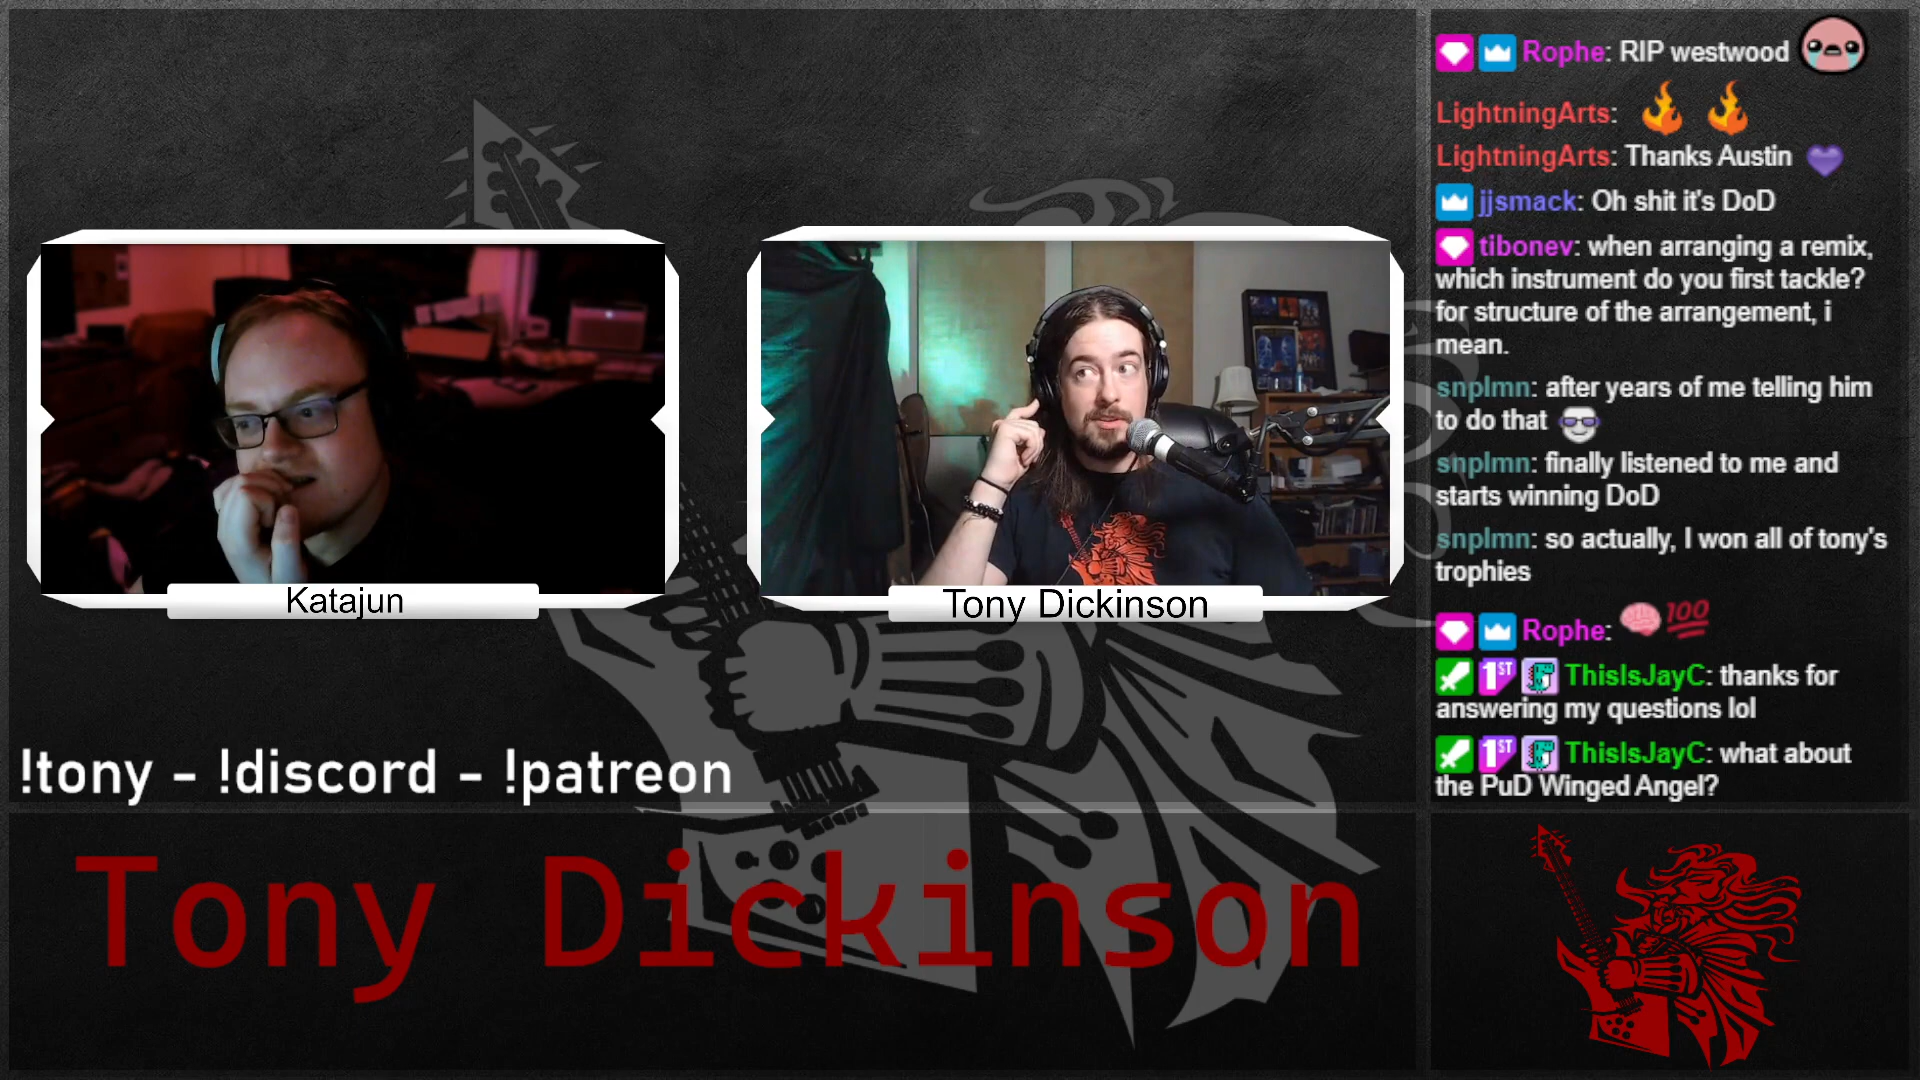 Rophe: RIP westwood
LightningArts:
LightningArts: Thanks Austin
jjsmack: Oh shit it's DoD
tibonev: when arranging a remix,
which instrument do you first tackle?
for structure of the arrangement, i
mean.
snplmn: after years of me telling him
to do that
snplmn: finally listened to me and
starts winning DoD
snplmn: so actually, I won all of tony's
trophies
Rophe: 100
1ST ThisIsJayC: thanks for
answering my questions lol
1ST ThisIsJayC: what about
the PuD Winged Angel?
Katajun
Tony Dickinson
!tony - !discord - !patreon
Tony Dickinson